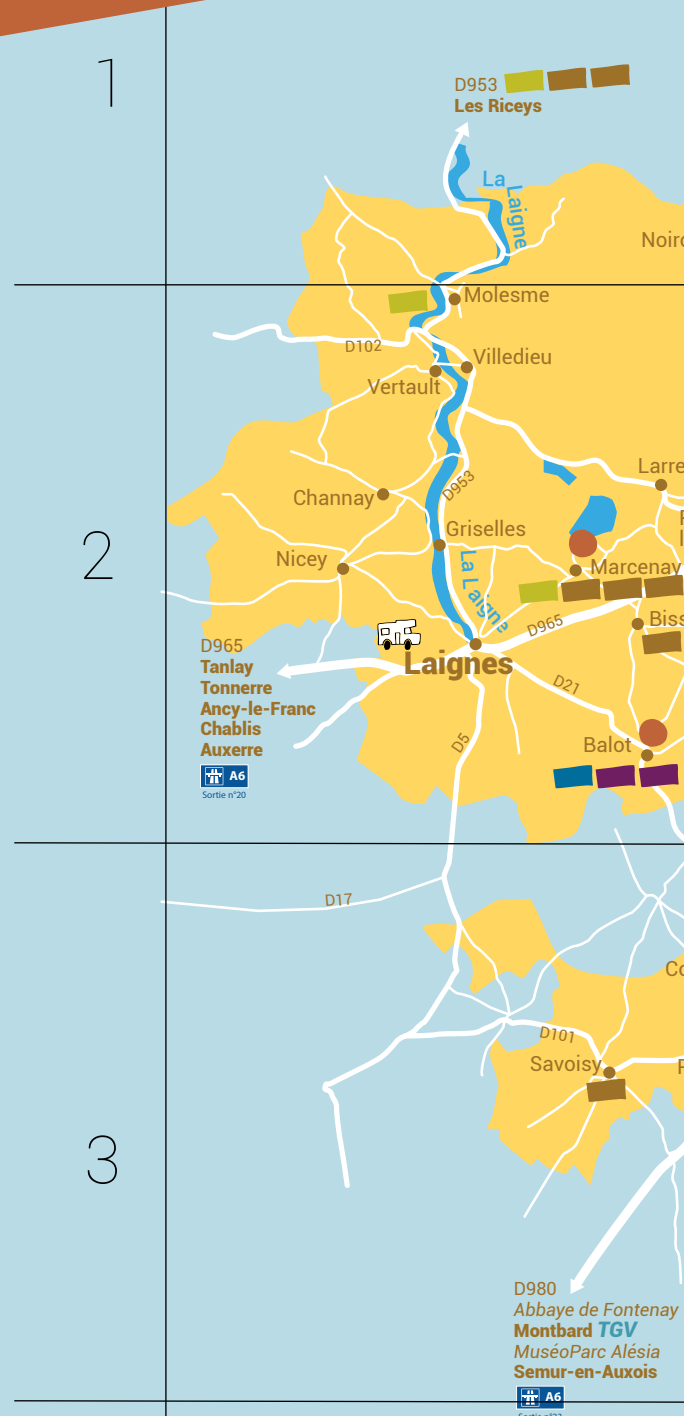 1
D953
Les Riceys
La Laigne
Noir
Molesme
D102
Villedieu
Vertault
Larre
D953
Channay
Griselles
2
Nicey
La Laigne
Marcenay
D965
Biss
D965
Tanlay
Tonnerre
Ancy-le-Franc
Chablis
Auxerre
A6
Sortie n°20
Laignes
D21
D5
Balot
D17
D101
Savoisy
3
D980
Abbaye de Fontenay
Montbard TGV
MuséoParc Alésia
Semur-en-Auxois
A6